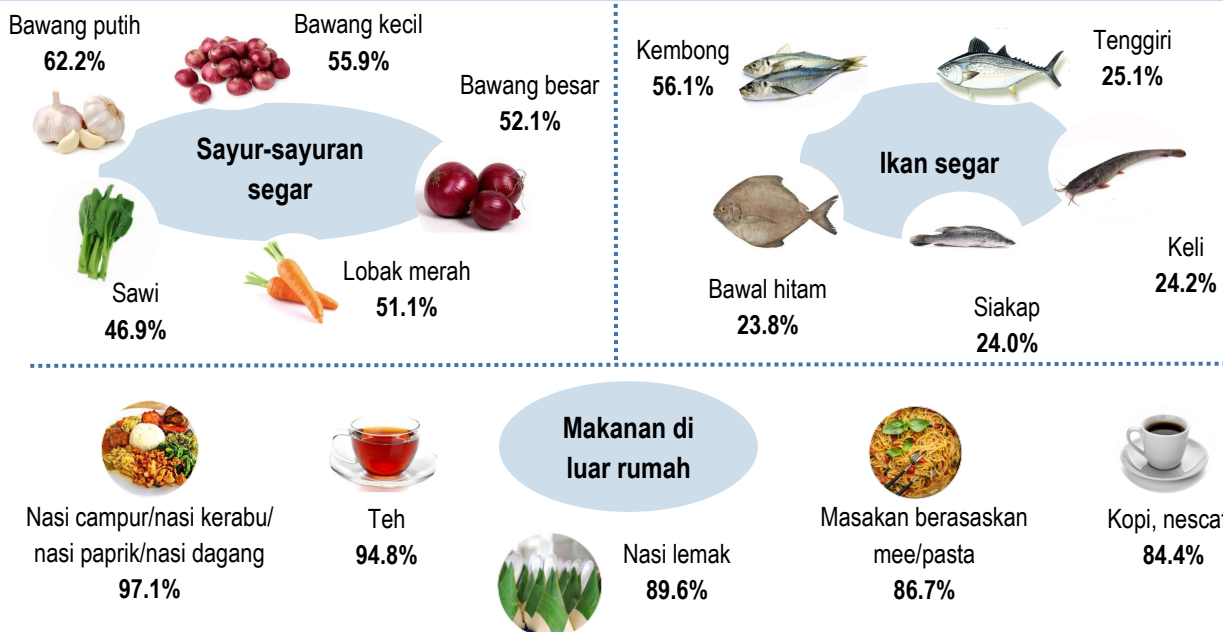 Bawang putih
62.2%
Bawang kecil
55.9%
Bawang besar
52.1%
Sayur-sayuran
segar
Sawi
46.9%
Lobak merah
51.1%
Kembong
56.1%
Tenggiri
25.1%
Ikan segar
Keli
24.2%
Bawal hitam
23.8%
Siakap
24.0%
Makanan di
luar rumah
Nasi campur/nasi kerabu/
nasi paprik/nasi dagang
97.1%
Teh
94.8%
Nasi lemak
89.6%
Masakan berasaskan
mee/pasta
86.7%
Kopi,
84.4%